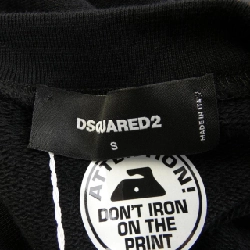 DSQUARED2
S
MADE IN ITALY
ATTENTION!
DON'T IRON
ON THE
PRINT